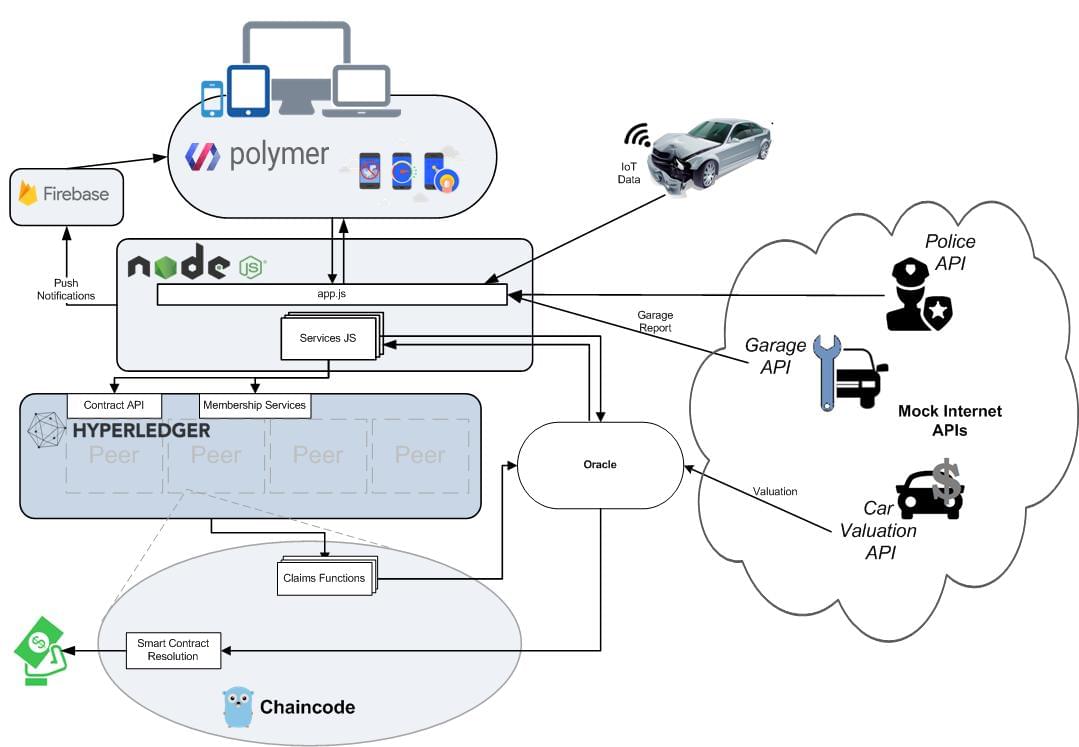 polymer
IoT
Data
Firebase
Push
Notifications
node
JS
app.js
Services JS
Garage
Report
Police
API
Garage
API
Mock Internet
APIs
Car
Valuation
API
$
Valuation
Contract API
Membership Services
HYPERLEDGER
Peer
Peer
Peer
Peer
Oracle
Claims Functions
Smart Contract
Resolution
$
Chaincode